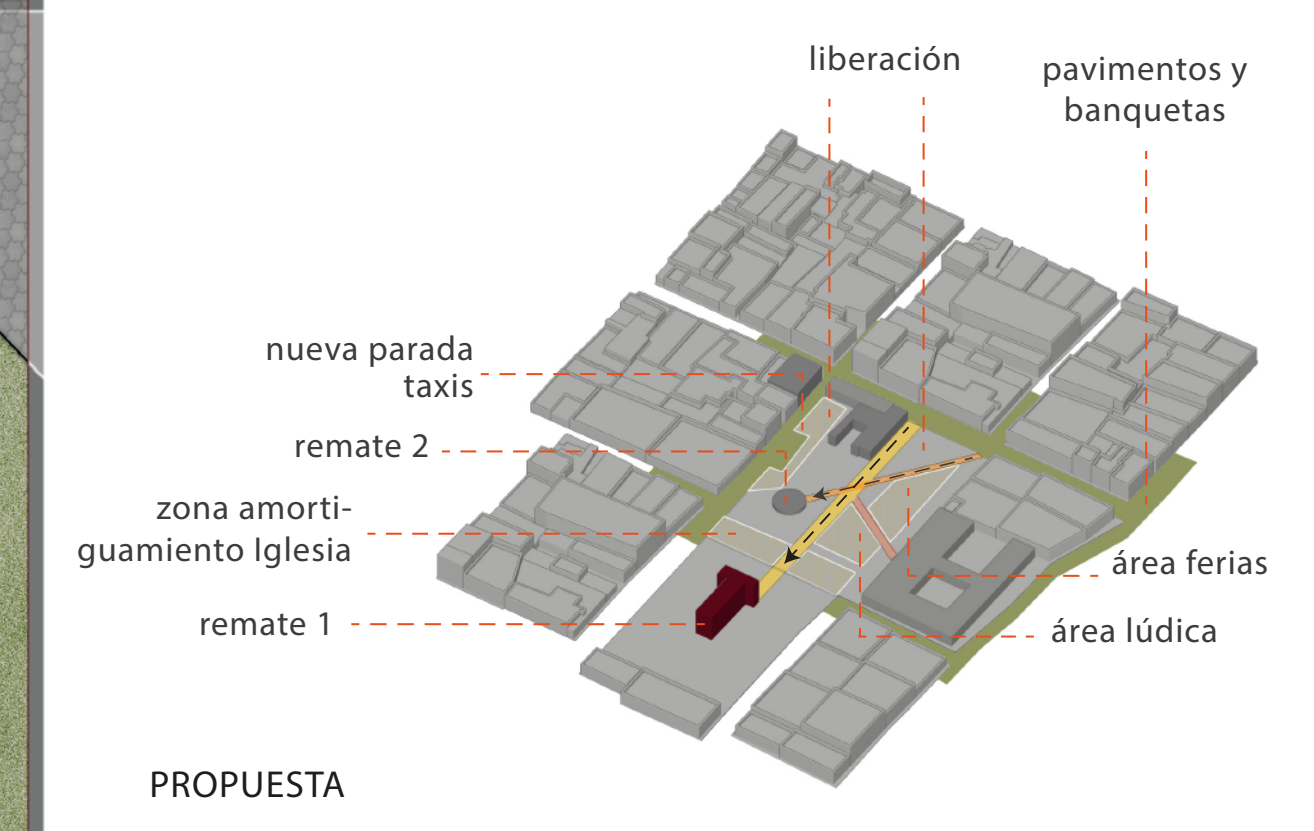 liberación
pavimentos y
banquetas
nueva parada
taxis
remate 2
zona amorti-
guamiento Iglesia
remate 1
área ferias
área lúdica
PROPUESTA